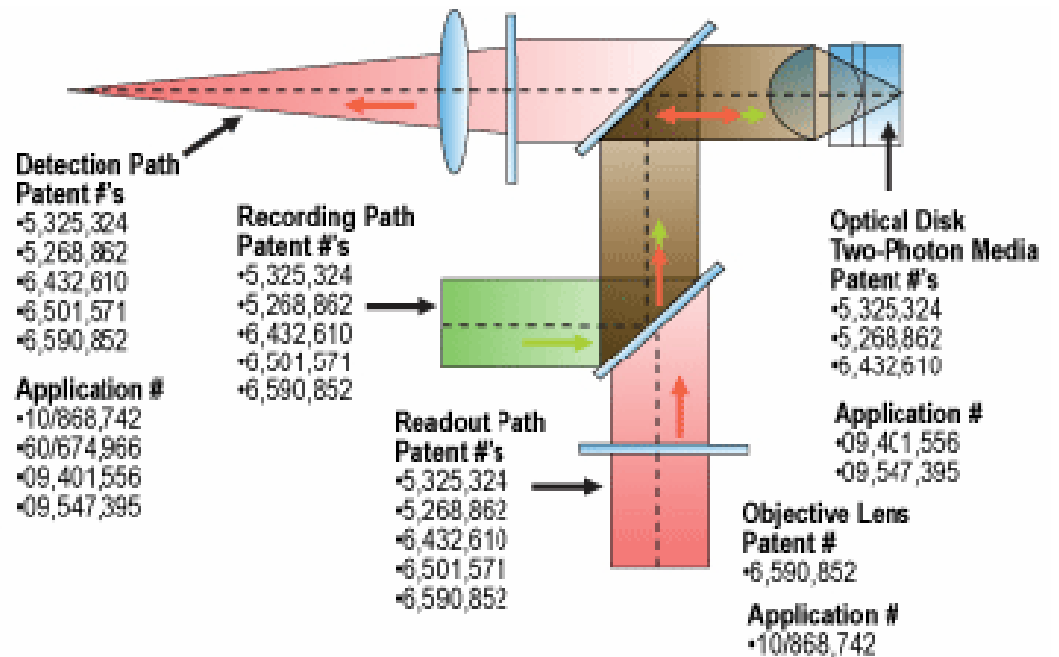 Detection Path
Patent #'s
•5,325,324
•5,268,862
•6,432,610
•6,501,571
•6,590,852
Application #
•10/868,742
•60/674,966
•09,401,556
•09,547,395
Recording Path
Patent #'s
•5,325,324
•5,268,862
•6,432,610
•6,501,571
•6,590,852
Readout Path
Patent #'s
•5,325,324
•5,268,862
•6,432,610
•6,501,571
•6,590,852
Optical Disk
Two-Photon Media
Patent #'s
•5,325,324
•5,268,862
•6,432,610
Application #
•09,401,556
•09,547,395
Objective Lens
Patent #
•6,590,852
Application #
•10/868,742